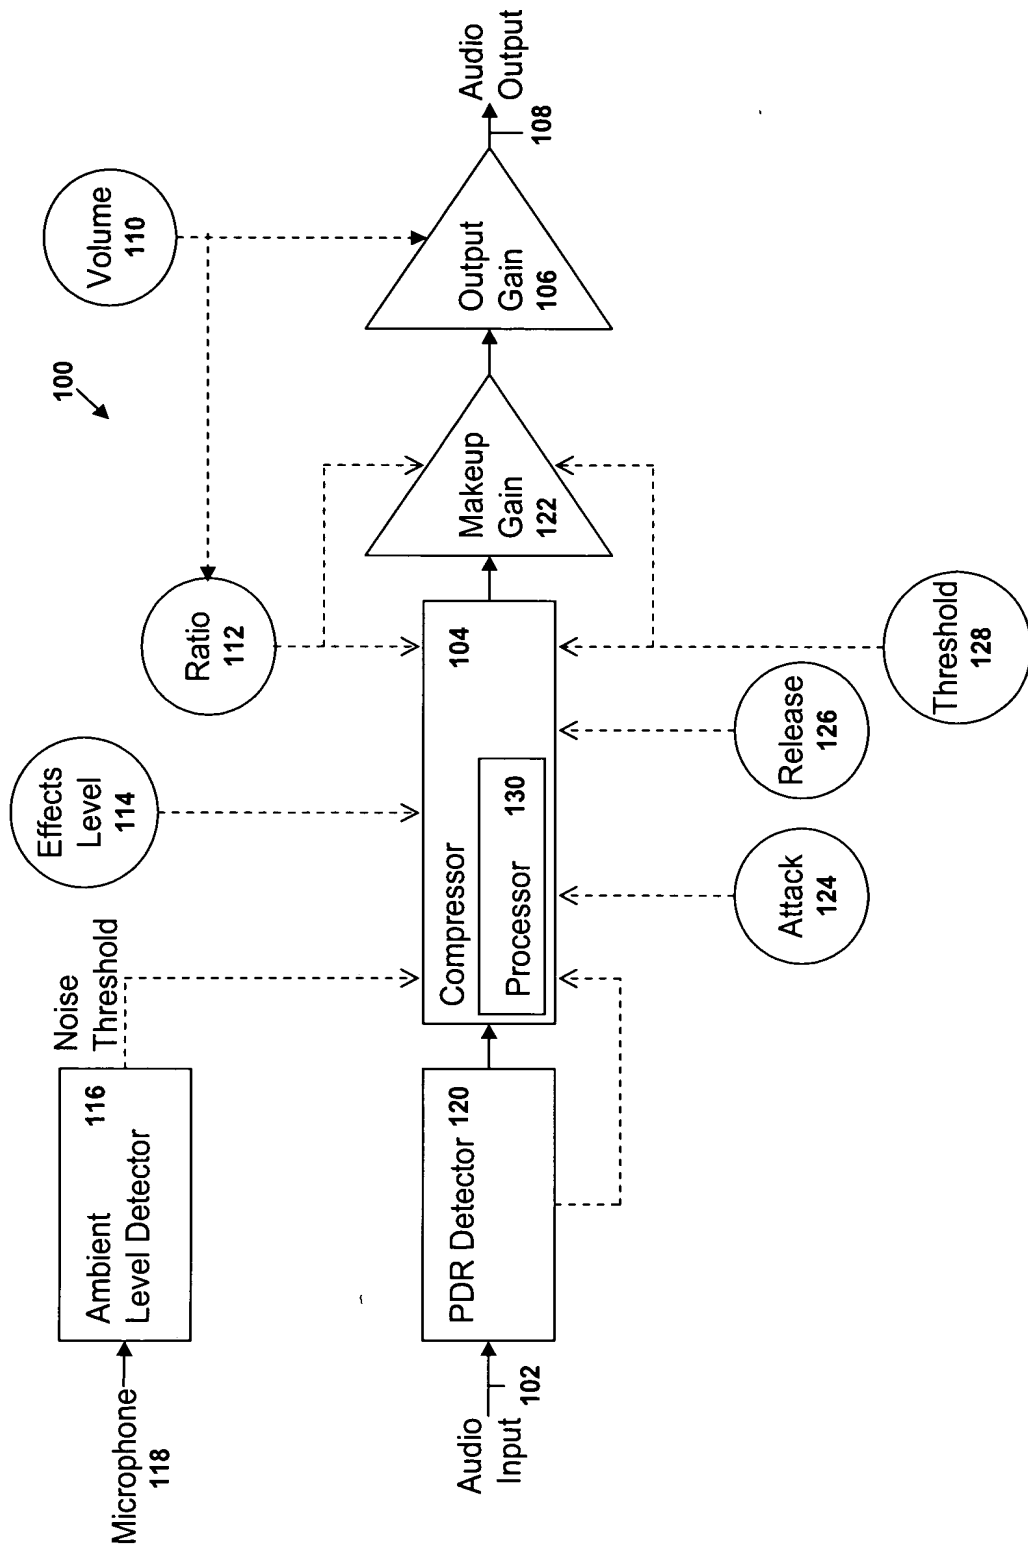 100
Microphone
118
116
Ambient
Level Detector
Noise
Threshold
Effects
Level
114
Ratio
112
Volume
110
Audio
Input
102
PDR Detector 120
Compressor
104
Processor
130
Makeup
Gain
122
Output
Gain
106
108
Audio
Output
Attack
124
Release
126
Threshold
128